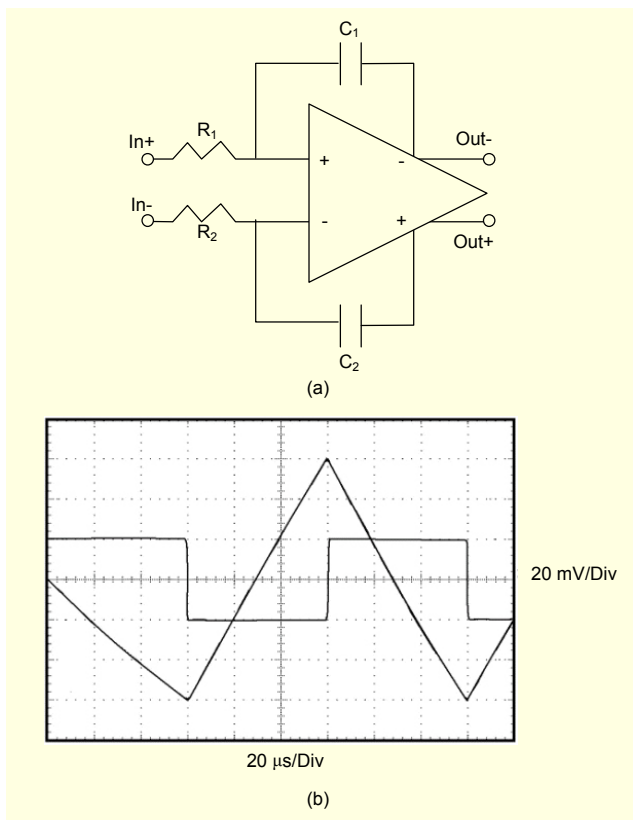 C1
In+ R1 Out-
+ -
In- R2
- +
Out+
C2
(a)
20 mV/Div
20 μs/Div
(b)